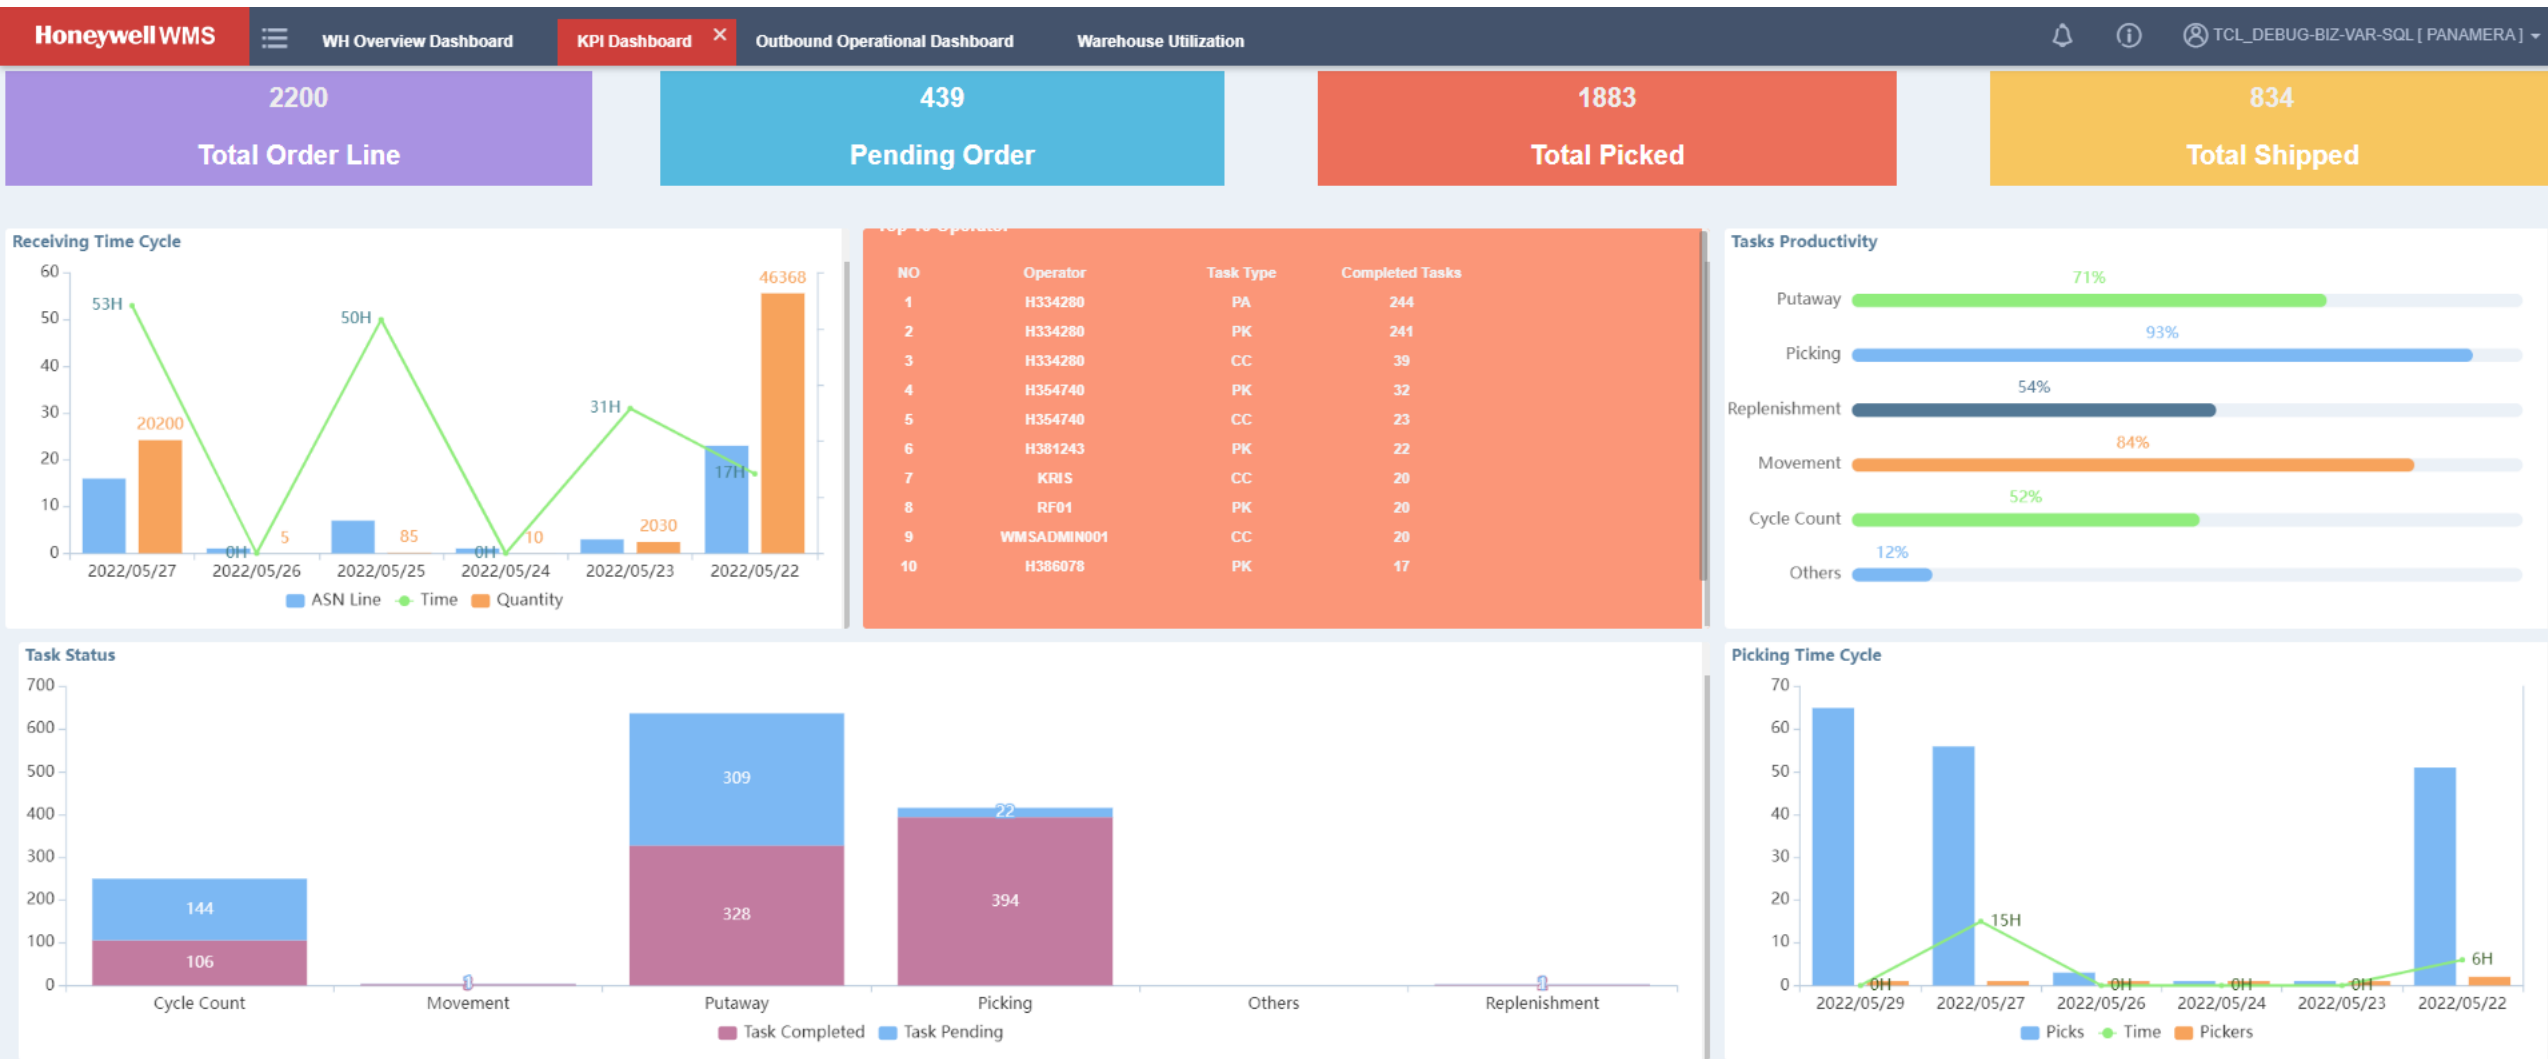 Honeywell WMS
WH Overview Dashboard
KPI Dashboard ×
Outbound Operational Dashboard
Warehouse Utilization
TCL_DEBUG-BIZ-VAR-SQL [ PANAMERA ]
2200
Total Order Line
439
Pending Order
1883
Total Picked
834
Total Shipped
Receiving Time Cycle
60
50
40
30
20
10
0
53H
0H
50H
0H
31H
17H
20200
5
85
10
2030
46368
2022/05/27 2022/05/26 2022/05/25 2022/05/24 2022/05/23 2022/05/22
ASN Line Time Quantity
Top 10 Operator
NO Operator Task Type Completed Tasks
1 H334280 PA 244
2 H334280 PK 241
3 H334280 CC 39
4 H354740 PK 32
5 H354740 CC 23
6 H381243 PK 22
7 KRIS CC 20
8 RF01 PK 20
9 WMSADMIN001 CC 20
10 H386078 PK 17
Tasks Productivity
71%
Putaway
93%
Picking
54%
Replenishment
84%
Movement
52%
Cycle Count
12%
Others
Task Status
700
600
500
400
300
200
100
0
144
106
309
328
22
394
Cycle Count Movement Putaway Picking Others Replenishment
Task Completed Task Pending
Picking Time Cycle
70
60
50
40
30
20
10
0
0H
15H
0H
0H
0H
6H
2022/05/29 2022/05/27 2022/05/26 2022/05/24 2022/05/23 2022/05/22
Picks Time Pickers